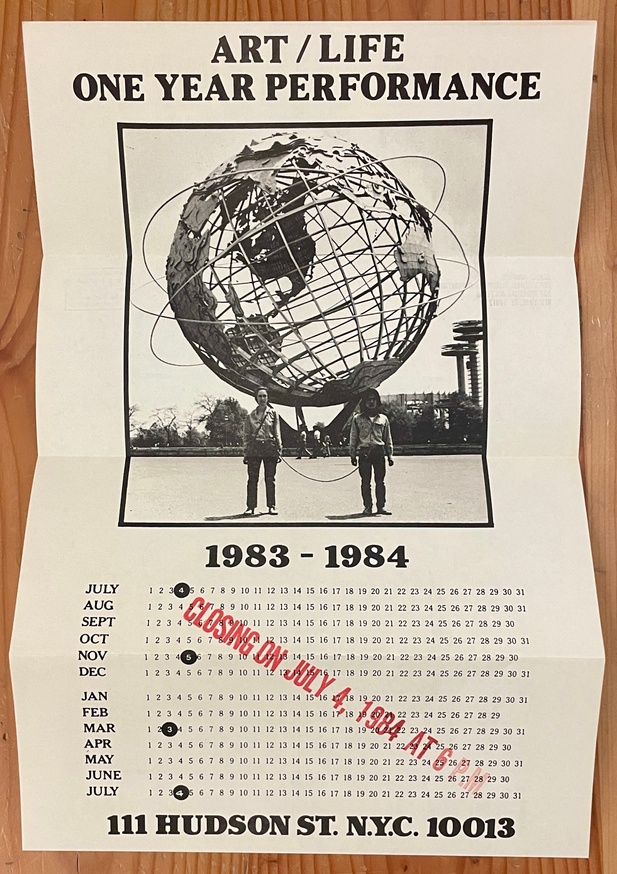 ART / LIFE
ONE YEAR PERFORMANCE
1983 - 1984
JULY 1 2 3 4 5 6 7 8 9 10 11 12 13 14 15 16 17 18 19 20 21 22 23 24 25 26 27 28 29 30 31
AUG 1 2 3 4 5 6 7 8 9 10 11 12 13 14 15 16 17 18 19 20 21 22 23 24 25 26 27 28 29 30 31
SEPT 1 2 3 4 5 6 7 8 9 10 11 12 13 14 15 16 17 18 19 20 21 22 23 24 25 26 27 28 29 30
OCT 1 2 3 4 5 6 7 8 9 10 11 12 13 14 15 16 17 18 19 20 21 22 23 24 25 26 27 28 29 30 31
NOV 1 2 3 4 5 6 7 8 9 10 11 12 13 14 15 16 17 18 19 20 21 22 23 24 25 26 27 28 29 30
DEC 1 2 3 4 5 6 7 8 9 10 11 12 13 14 15 16 17 18 19 20 21 22 23 24 25 26 27 28 29 30 31
CLOSING ON JULY 4, 1984 AT 6 P.M
JAN 1 2 3 4 5 6 7 8 9 10 11 12 13 14 15 16 17 18 19 20 21 22 23 24 25 26 27 28 29 30 31
FEB 1 2 3 4 5 6 7 8 9 10 11 12 13 14 15 16 17 18 19 20 21 22 23 24 25 26 27 28 29
MAR 1 2 3 4 5 6 7 8 9 10 11 12 13 14 15 16 17 18 19 20 21 22 23 24 25 26 27 28 29 30 31
APR 1 2 3 4 5 6 7 8 9 10 11 12 13 14 15 16 17 18 19 20 21 22 23 24 25 26 27 28 29 30
MAY 1 2 3 4 5 6 7 8 9 10 11 12 13 14 15 16 17 18 19 20 21 22 23 24 25 26 27 28 29 30 31
JUNE 1 2 3 4 5 6 7 8 9 10 11 12 13 14 15 16 17 18 19 20 21 22 23 24 25 26 27 28 29 30
JULY 1 2 3 4 5 6 7 8 9 10 11 12 13 14 15 16 17 18 19 20 21 22 23 24 25 26 27 28 29 30 31
111 HUDSON ST. N.Y.C. 10013